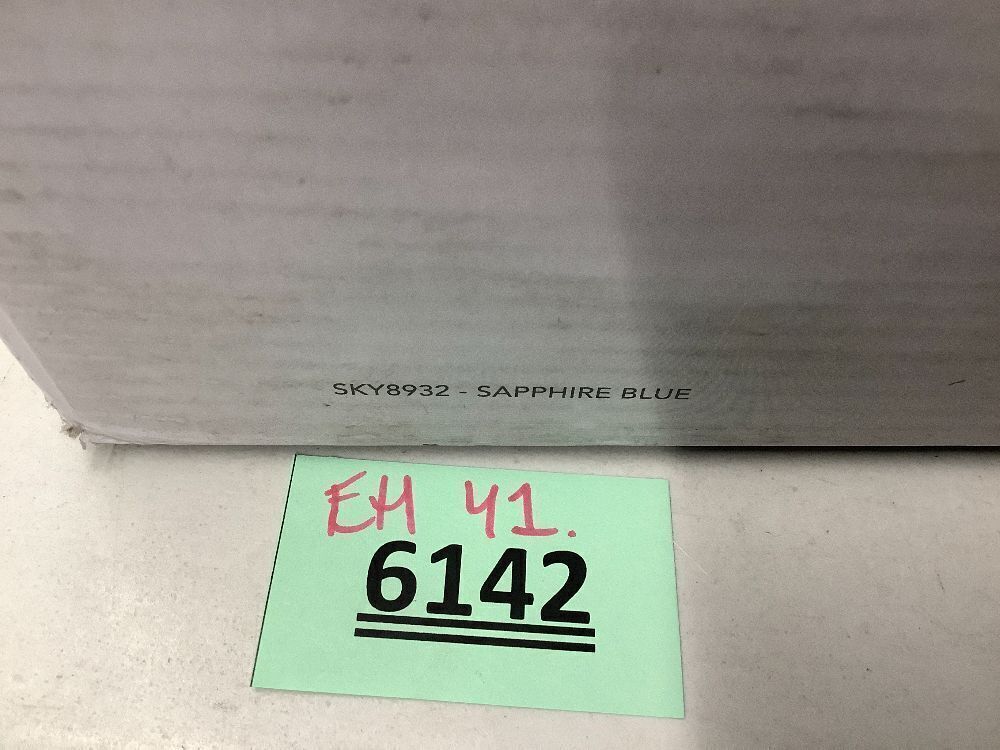 SKY8932 - SAPPHIRE BLUE
EH 41.
6142